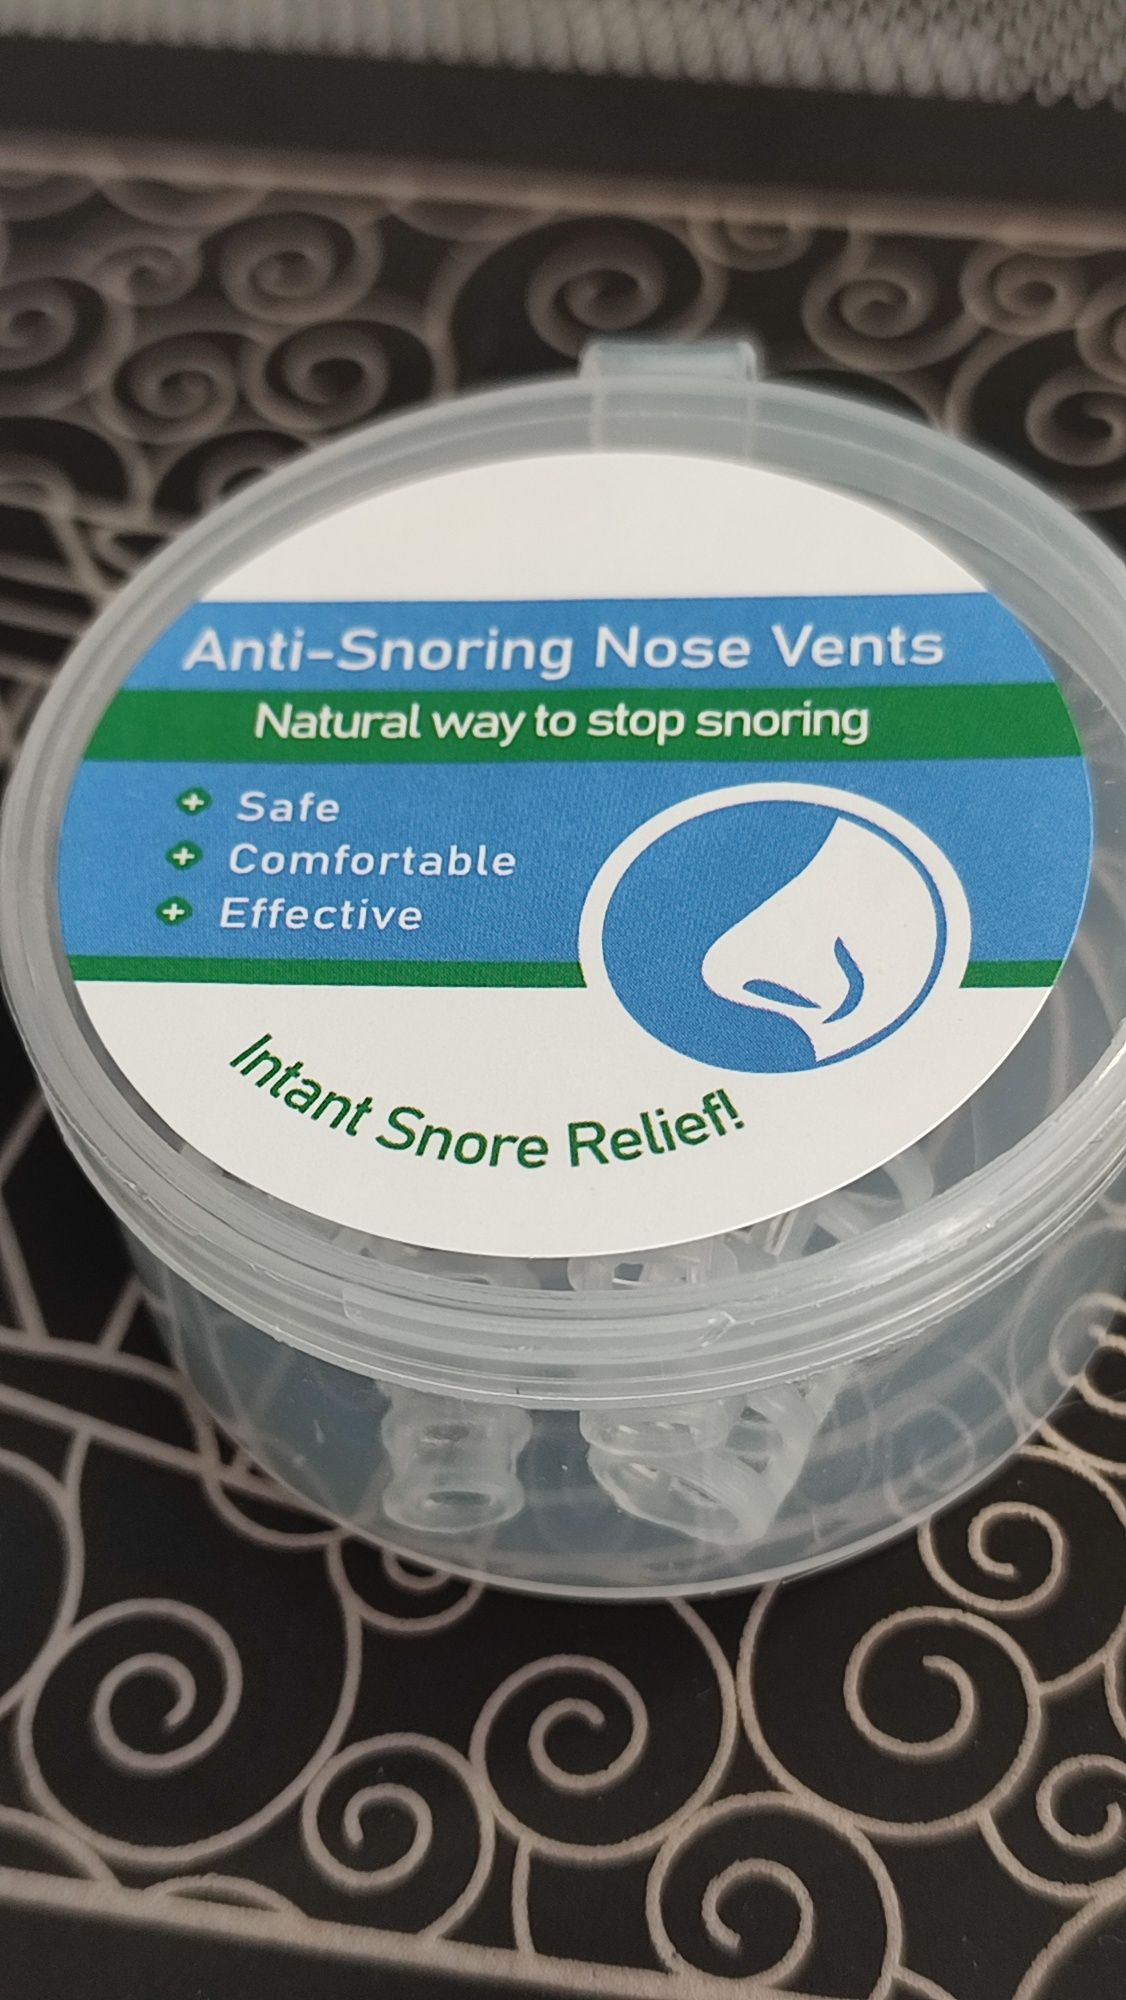 Anti-Snoring Nose Vents
Natural way to stop snoring
Safe
Comfortable
Effective
Intant Snore Relief!